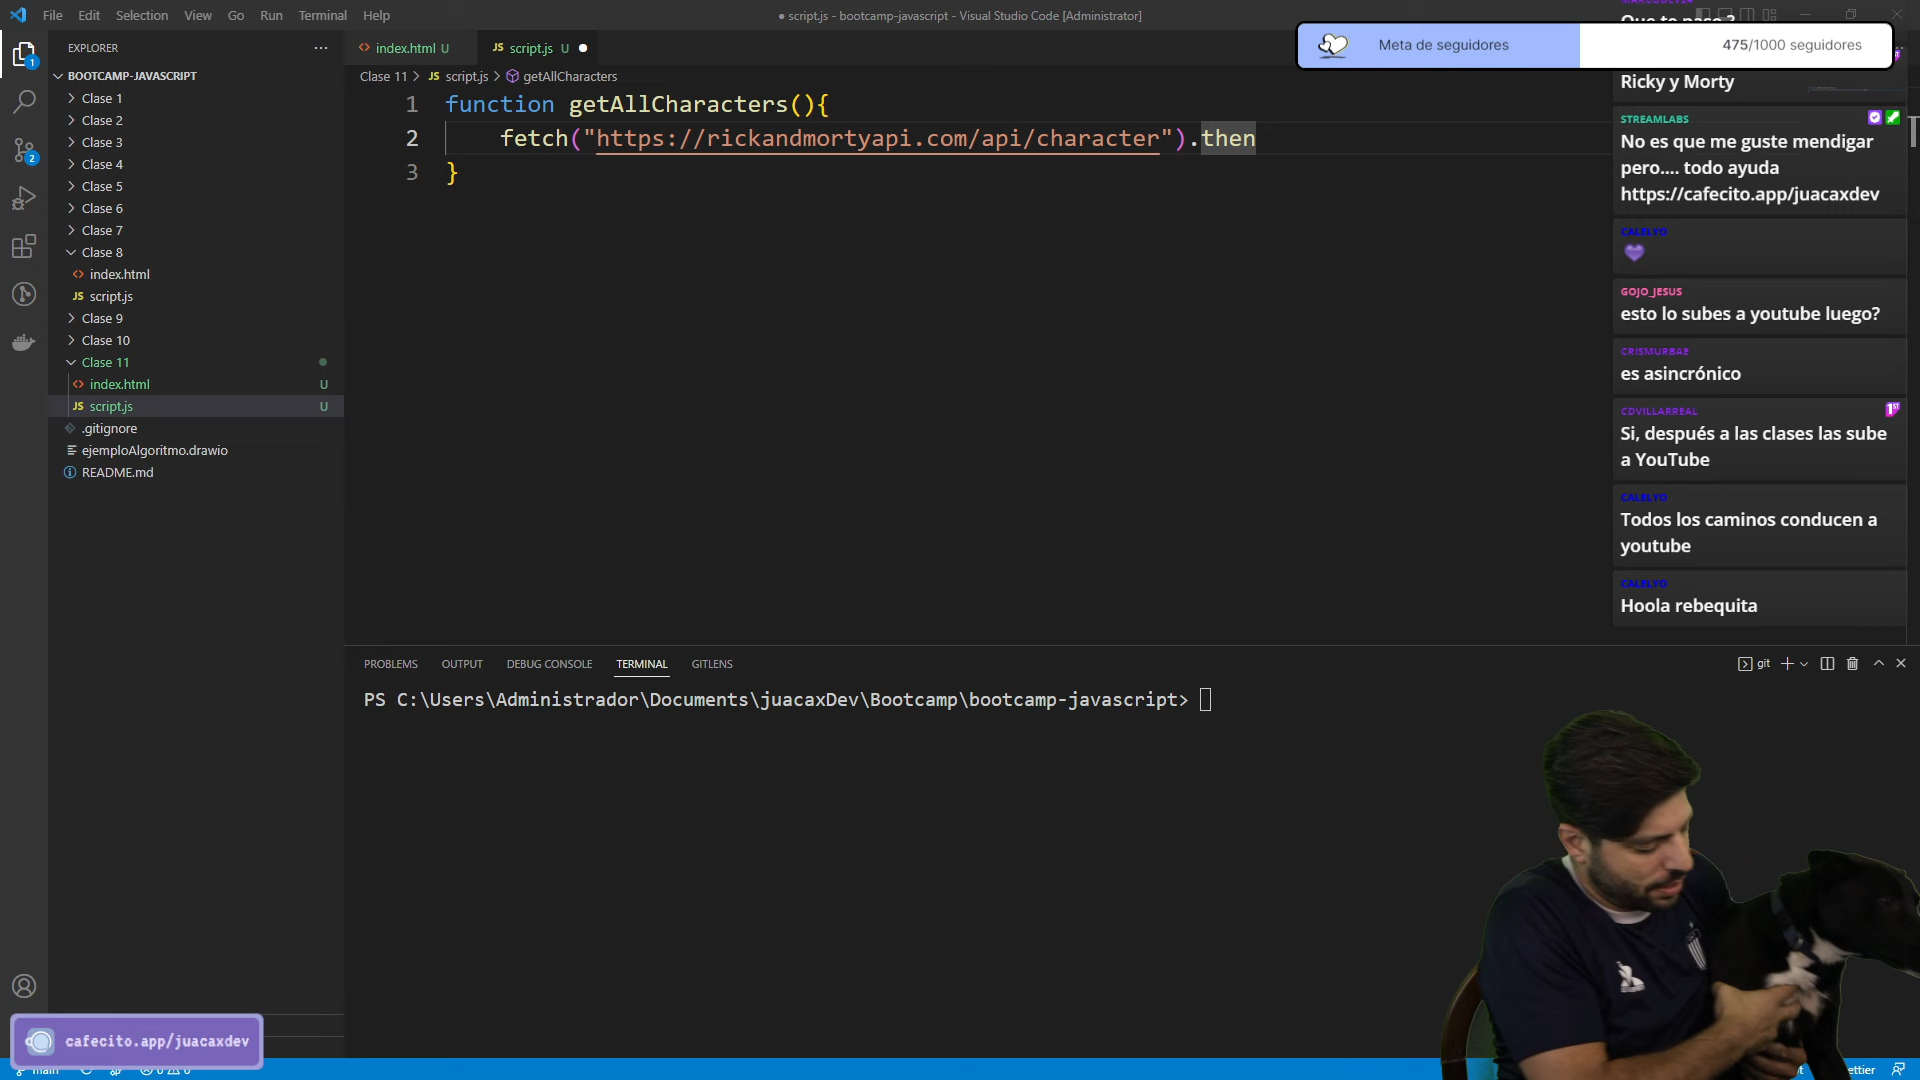 File Edit Selection View Go Run Terminal Help
● script.js - bootcamp-javascript - Visual Studio Code [Administrator]
EXPLORER
BOOTCAMP-JAVASCRIPT
Clase 1
Clase 2
Clase 3
Clase 4
Clase 5
Clase 6
Clase 7
Clase 8
index.html
script.js
Clase 9
Clase 10
Clase 11
index.html U
script.js U
.gitignore
ejemploAlgoritmo.drawio
README.md
1
2
index.html U
script.js U
Clase 11 > script.js > getAllCharacters
1 function getAllCharacters(){
2 fetch("https://rickandmortyapi.com/api/character").then
3 }
Meta de seguidores 475/1000 seguidores
Ricky y Morty
STREAMLABS
No es que me guste mendigar
pero.... todo ayuda
https://cafecito.app/juacaxdev
CALELYO
GOJO_JESUS
esto lo subes a youtube luego?
CRISMURBAE
es asincrónico
CDVILLARREAL
Si, después a las clases las sube
a YouTube
CALELYO
Todos los caminos conducen a
youtube
CALELYO
Hoola rebequita
PROBLEMS OUTPUT DEBUG CONSOLE TERMINAL GITLENS
git
PS C:\Users\Administrador\Documents\juacaxDev\Bootcamp\bootcamp-javascript>
cafecito.app/juacaxdev
main